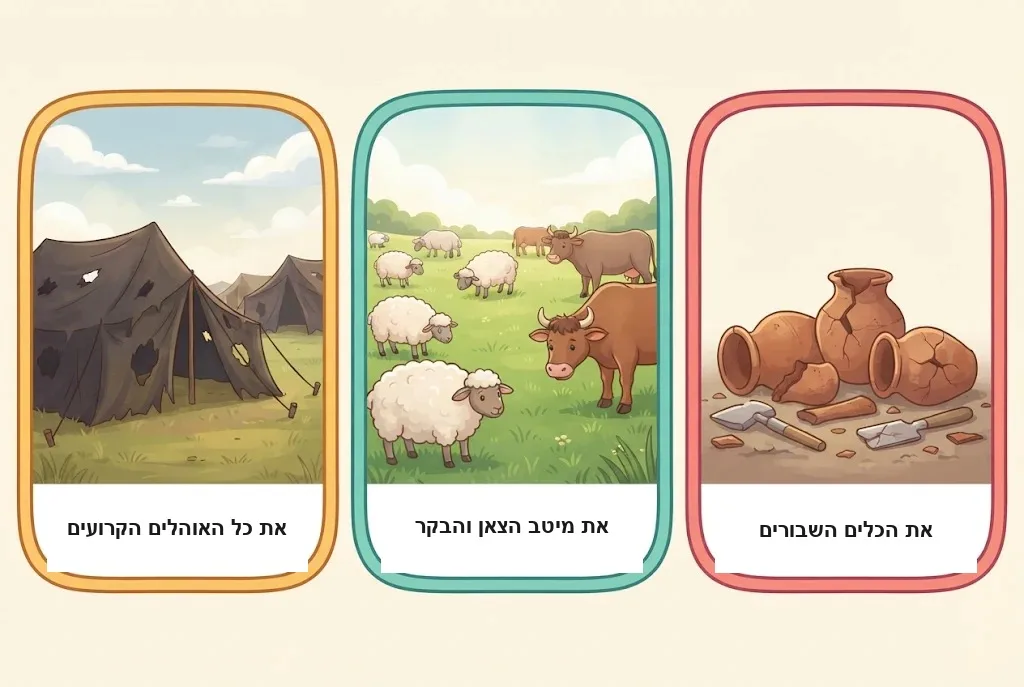 את כל האוהלים הקרועים
את מיטב הצאן והבקר
את הכלים השבורים